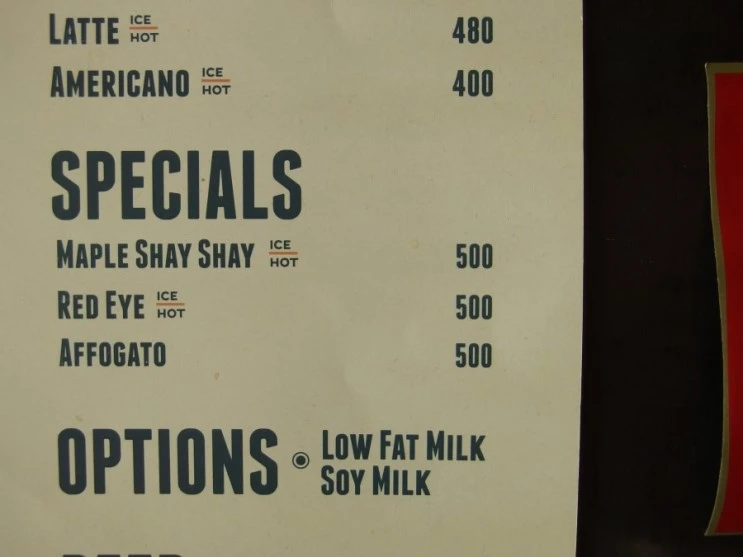 LATTE ICE HOT 480
AMERICANO ICE HOT 400
SPECIALS
MAPLE SHAY SHAY ICE HOT 500
RED EYE ICE HOT 500
AFFOGATO 500
OPTIONS LOW FAT MILK
SOY MILK